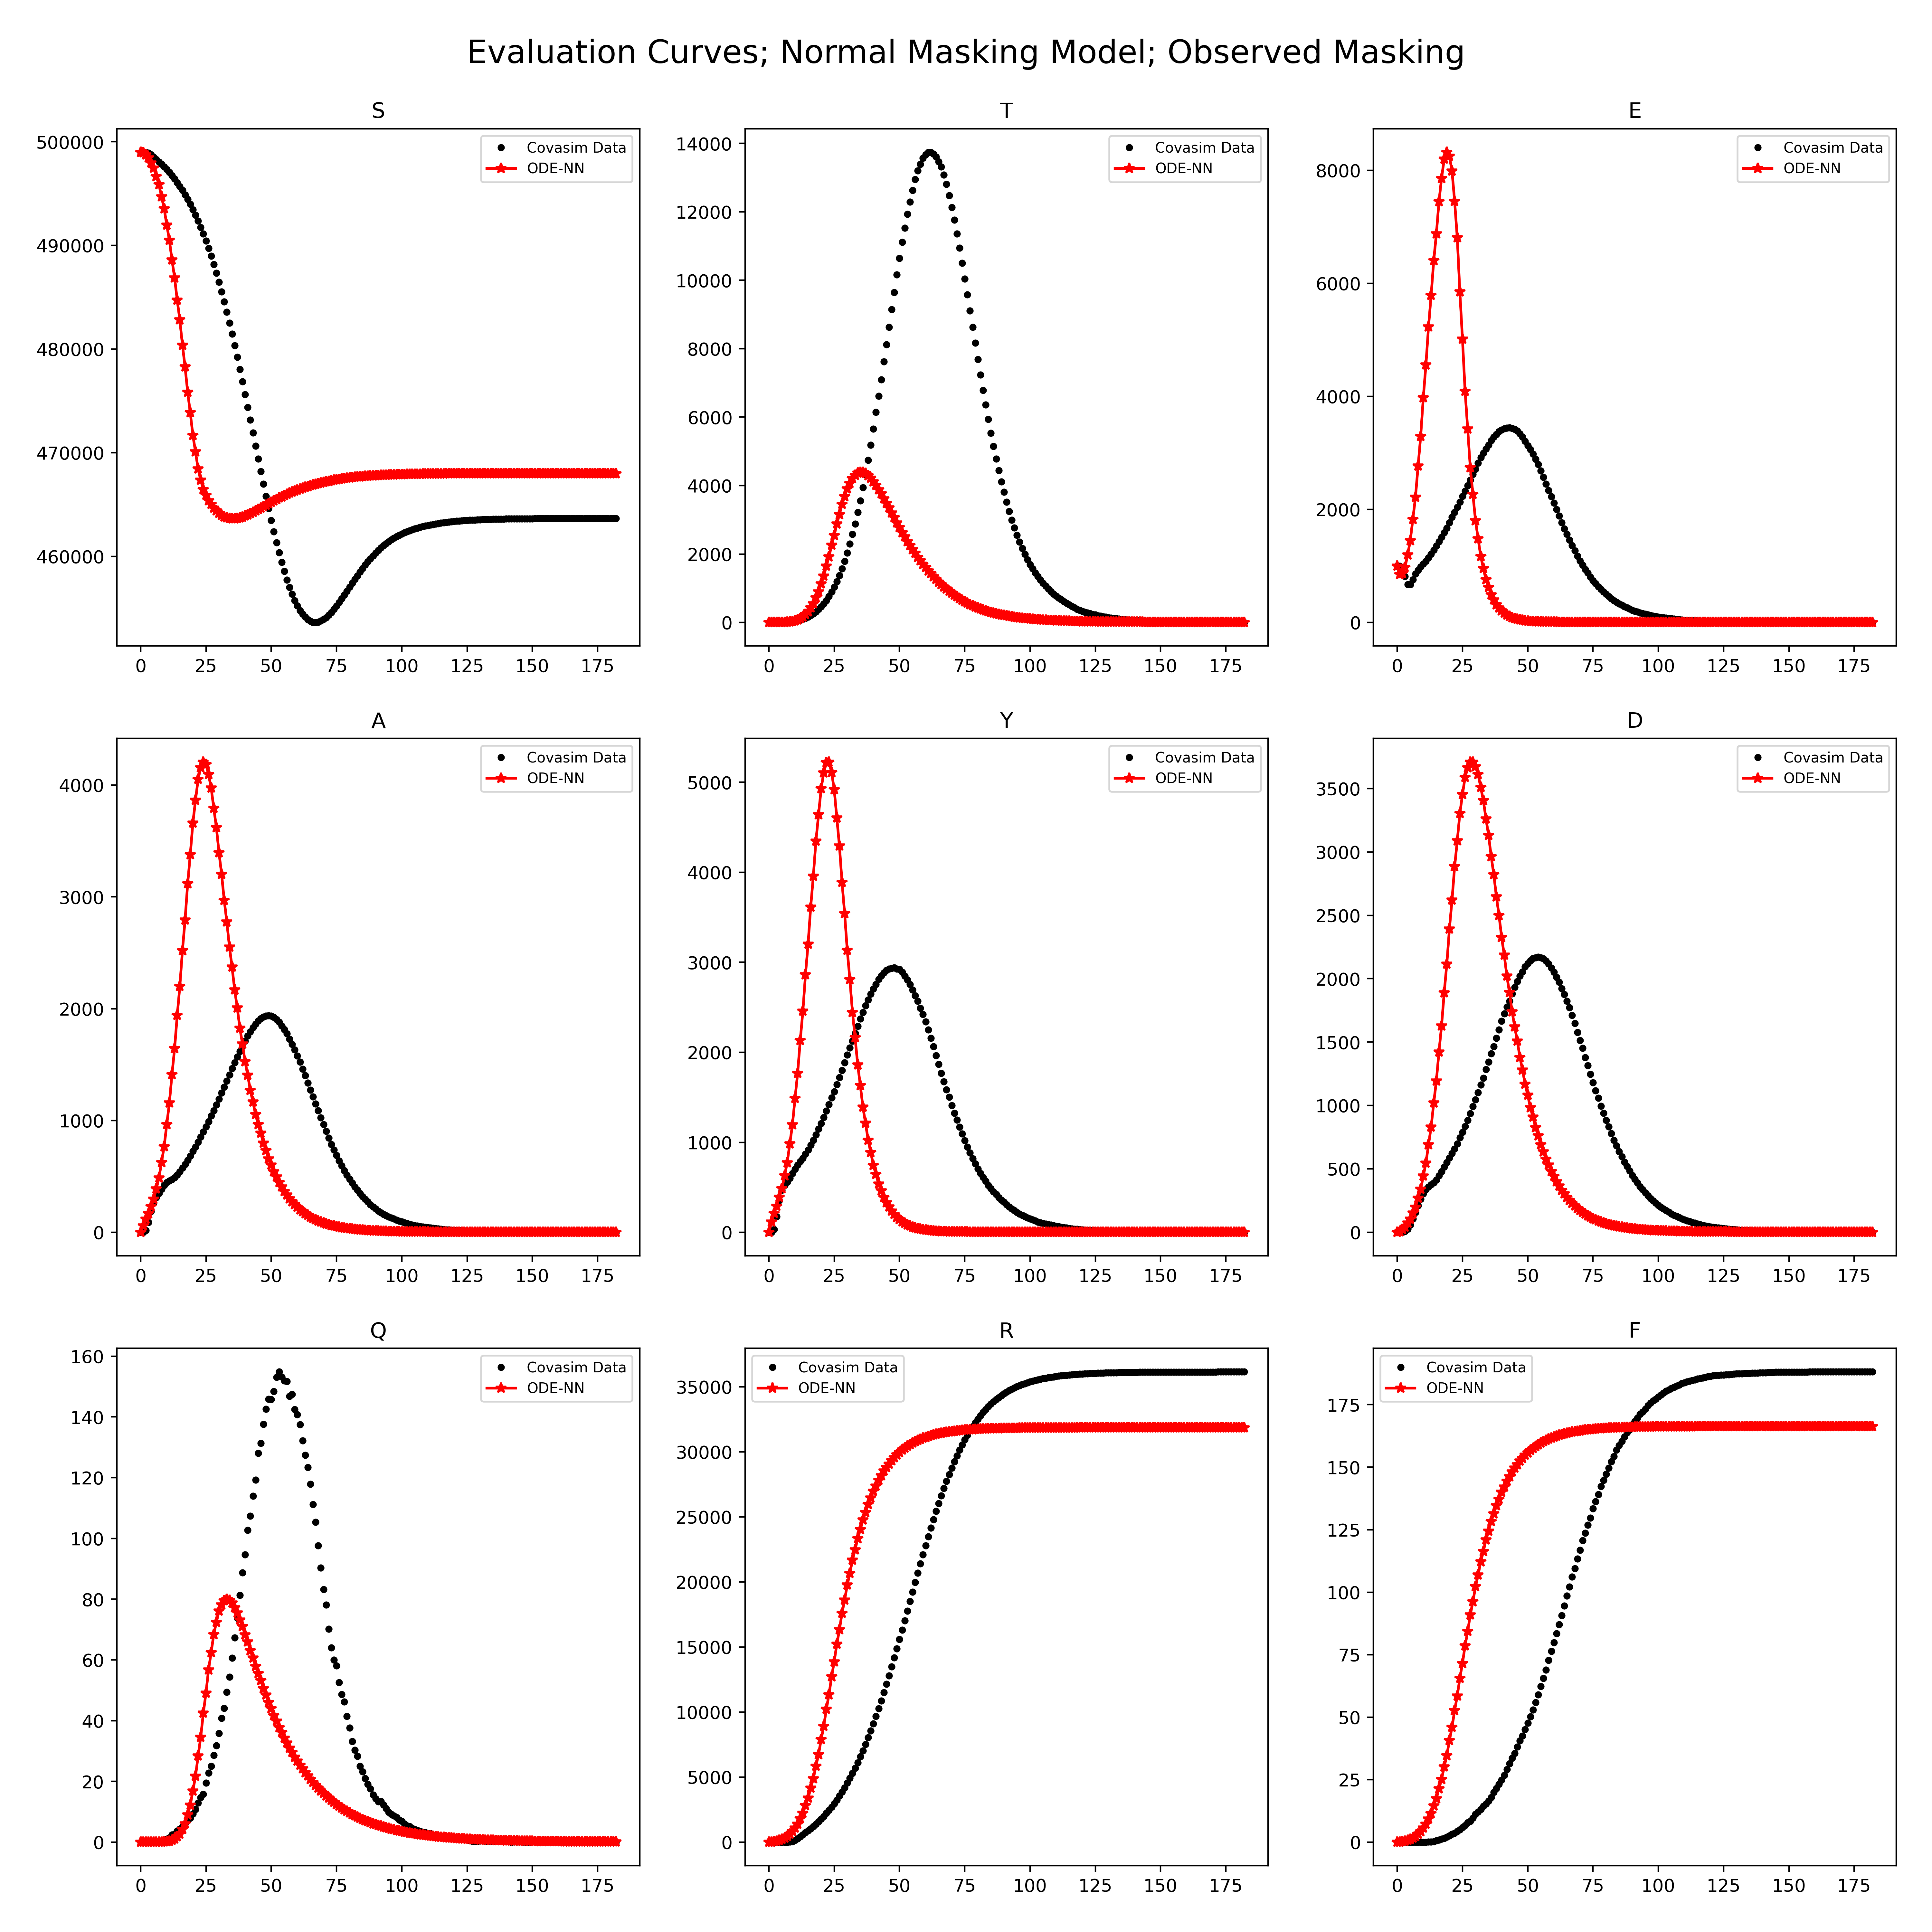 Evaluation Curves; Normal Masking Model; Observed Masking
S
500000
490000
480000
470000
460000
0 25 50 75 100 125 150 175
Covasim Data
ODE-NN
T
14000
12000
10000
8000
6000
4000
2000
0
0 25 50 75 100 125 150 175
Covasim Data
ODE-NN
E
8000
6000
4000
2000
0
0 25 50 75 100 125 150 175
Covasim Data
ODE-NN
A
4000
3000
2000
1000
0
0 25 50 75 100 125 150 175
Covasim Data
ODE-NN
Y
5000
4000
3000
2000
1000
0
0 25 50 75 100 125 150 175
Covasim Data
ODE-NN
D
3500
3000
2500
2000
1500
1000
500
0
0 25 50 75 100 125 150 175
Covasim Data
ODE-NN
Q
160
140
120
100
80
60
40
20
0
0 25 50 75 100 125 150 175
Covasim Data
ODE-NN
R
35000
30000
25000
20000
15000
10000
5000
0
0 25 50 75 100 125 150 175
Covasim Data
ODE-NN
F
175
150
125
100
75
50
25
0
0 25 50 75 100 125 150 175
Covasim Data
ODE-NN